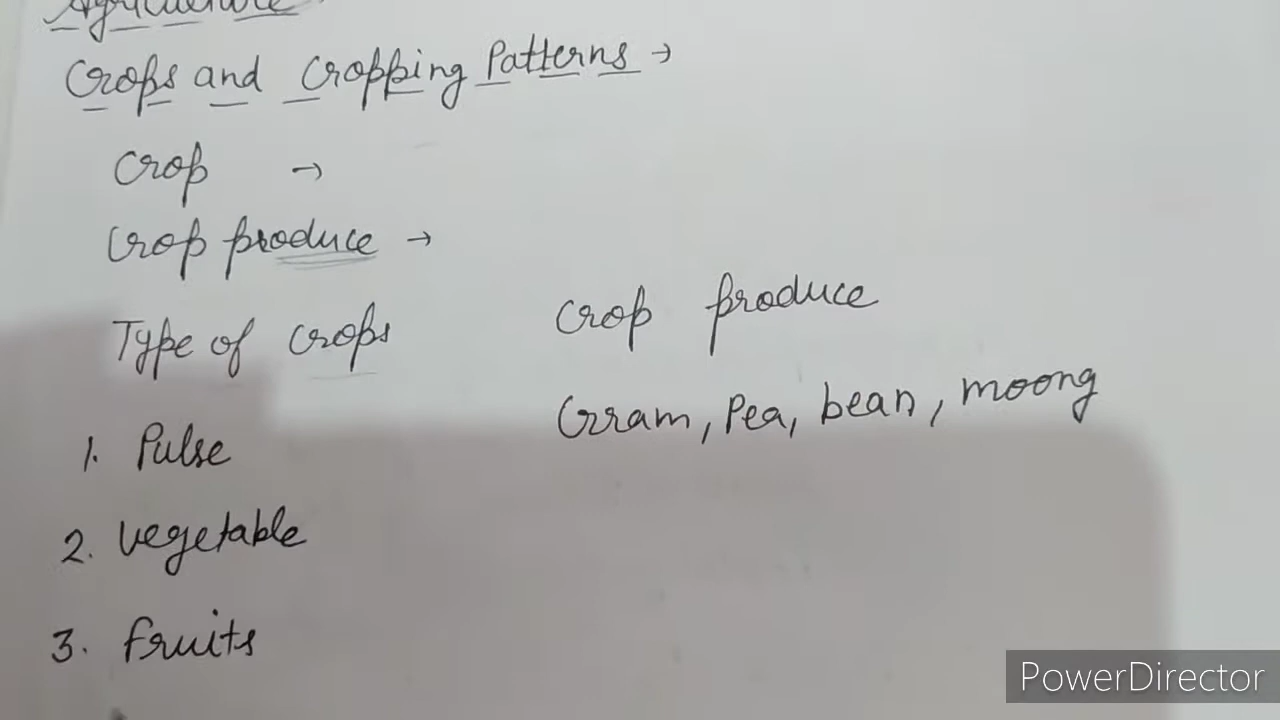 Agriculture
Crops and Cropping Patterns →
Crop →
Crop produce →
Type of crops    Crop produce
1. Pulse    Gram, Pea, bean, moong
2. vegetable
3. fruits
PowerDirector